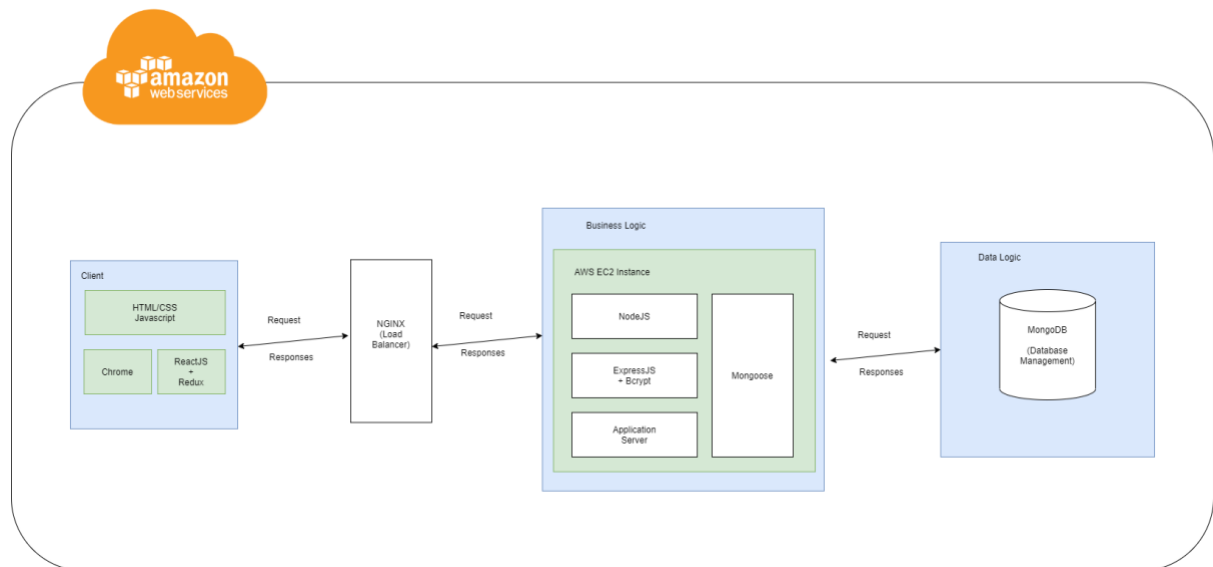 amazon
webservices
Client
HTML/CSS
Javascript
Chrome
ReactJS
+
Redux
Request
Responses
NGINX
(Load
Balancer)
Request
Responses
Business Logic
AWS EC2 Instance
NodeJS
ExpressJS
+ Bcrypt
Application
Server
Mongoose
Request
Responses
Data Logic
MongoDB
(Database
Management)